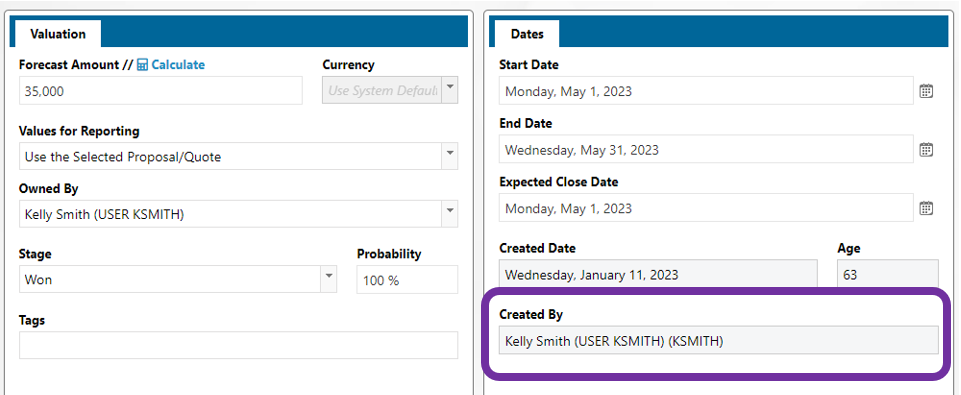 Valuation
Forecast Amount // Calculate
Currency
35,000
Use System Default
Values for Reporting
Use the Selected Proposal/Quote
Owned By
Kelly Smith (USER KSMITH)
Stage
Probability
Won
100 %
Tags
Dates
Start Date
Monday, May 1, 2023
End Date
Wednesday, May 31, 2023
Expected Close Date
Monday, May 1, 2023
Created Date
Age
Wednesday, January 11, 2023
63
Created By
Kelly Smith (USER KSMITH) (KSMITH)